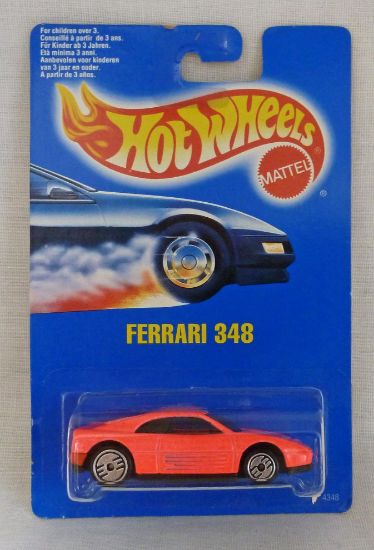 For children over 3.
Conseillé à partir de 3 ans.
Für Kinder ab 3 Jahren.
Età minima 3 anni.
Aanbevolen voor kinderen
van 3 jaar en ouder.
A partir de 3 años.
HOT WHEELS
®
MATTEL
®
FERRARI 348
4348